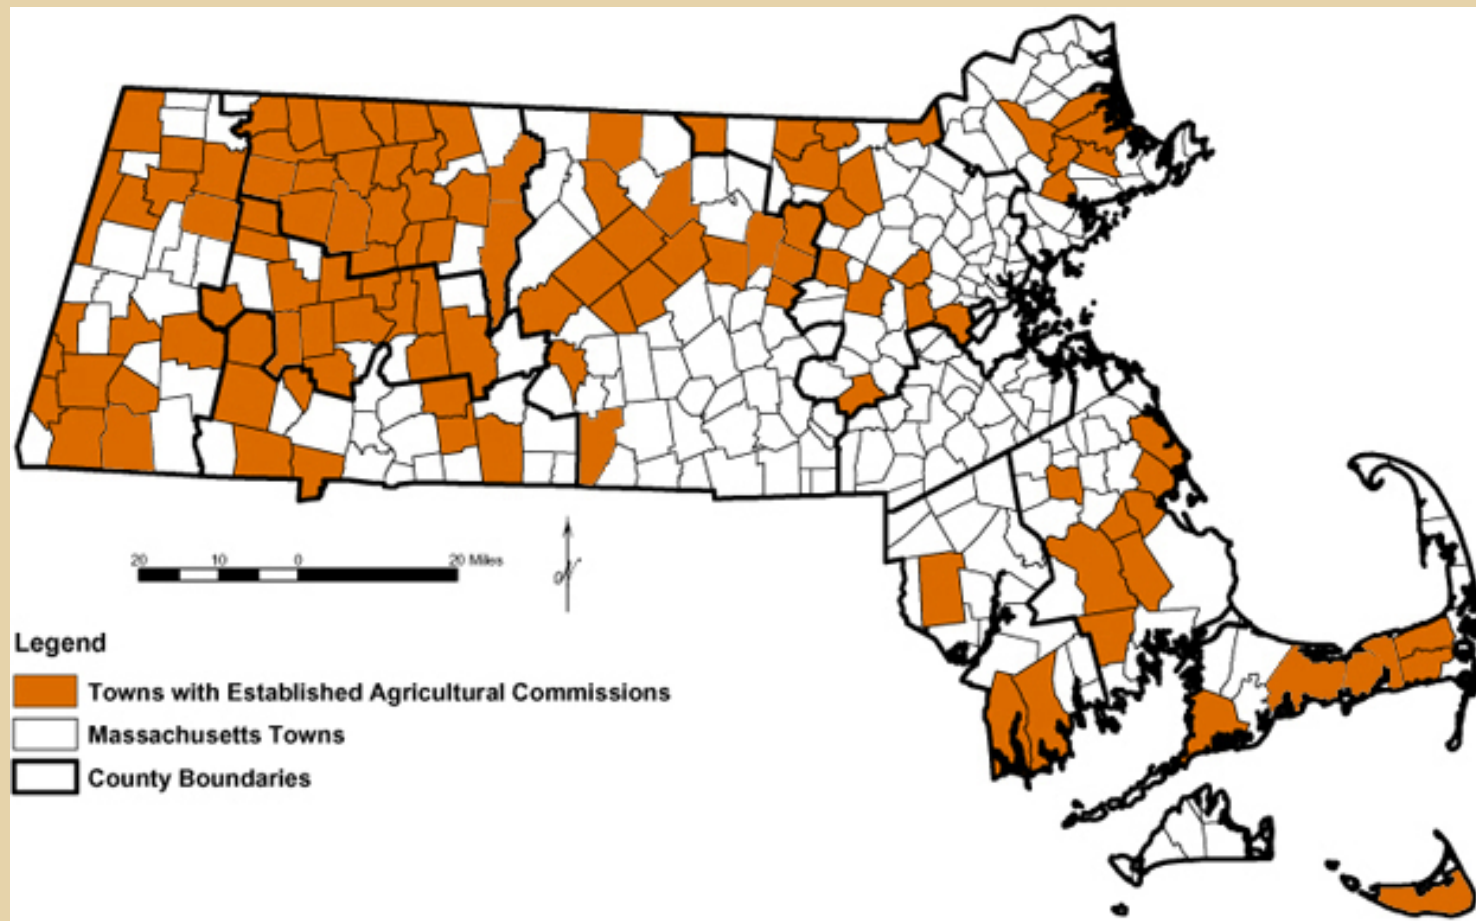 20 10 0 20 Miles
Legend
Towns with Established Agricultural Commissions
Massachusetts Towns
County Boundaries